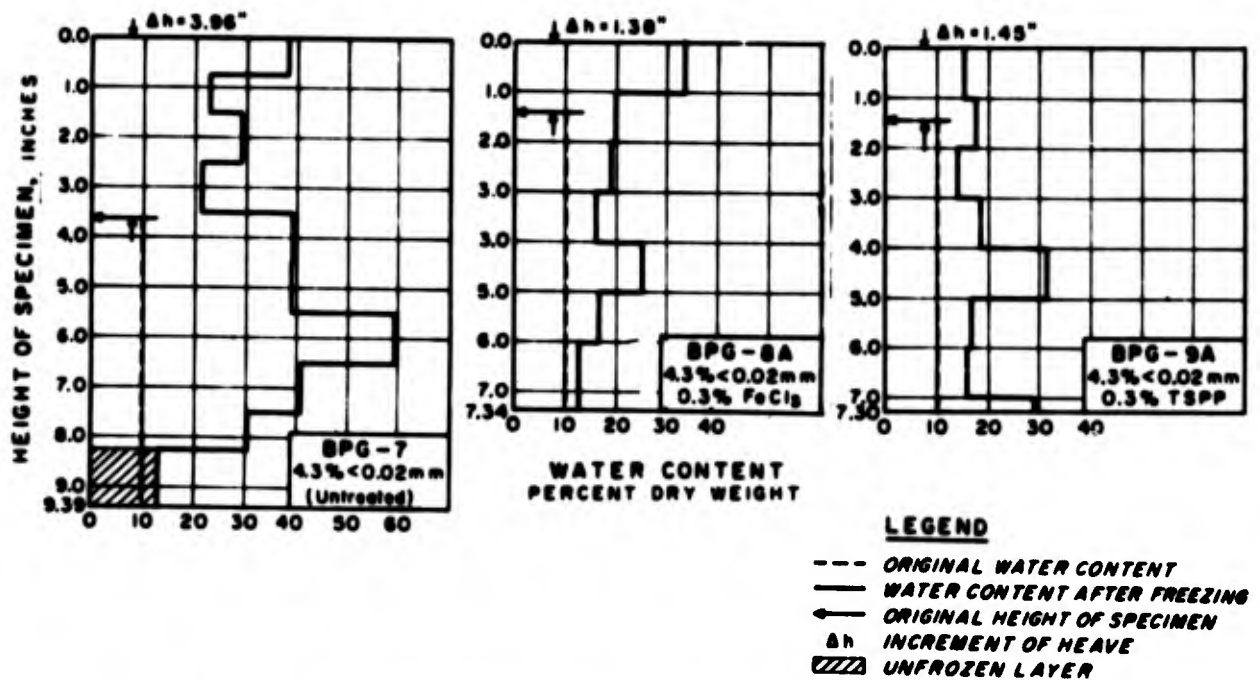 Δh=3.96"
0.0
1.0
2.0
3.0
4.0
5.0
6.0
7.0
8.0
9.0
9.39
0 10 20 30 40 50 60
HEIGHT OF SPECIMEN, INCHES
BPG-7
4.3%<0.02mm
(Untreated)
Δh=1.38"
0.0
1.0
2.0
3.0
3.0
5.0
6.0
7.0
7.34
0 10 20 30 40
BPG-8A
4.3%<0.02mm
0.3% FeCl₃
WATER CONTENT
PERCENT DRY WEIGHT
Δh=1.45"
0.0
1.0
2.0
3.0
4.0
5.0
6.0
7.0
7.30
0 10 20 30 40
BPG-9A
4.3%<0.02mm
0.3% TSPP
LEGEND
ORIGINAL WATER CONTENT
WATER CONTENT AFTER FREEZING
ORIGINAL HEIGHT OF SPECIMEN
Δh INCREMENT OF HEAVE
UNFROZEN LAYER